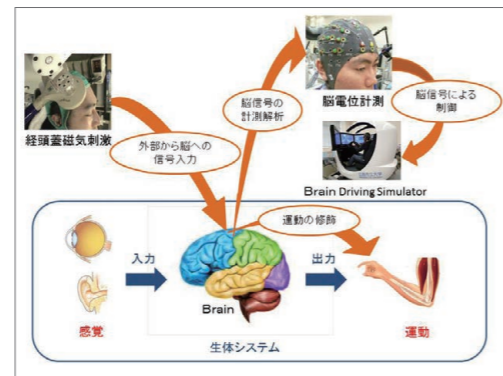 経頭蓋磁気刺激
外部から脳への
信号入力
脳信号の
計測解析
脳電位計測
脳信号による
制御
Brain Driving Simulator
運動の修飾
入力
Brain
出力
感覚
運動
生体システム